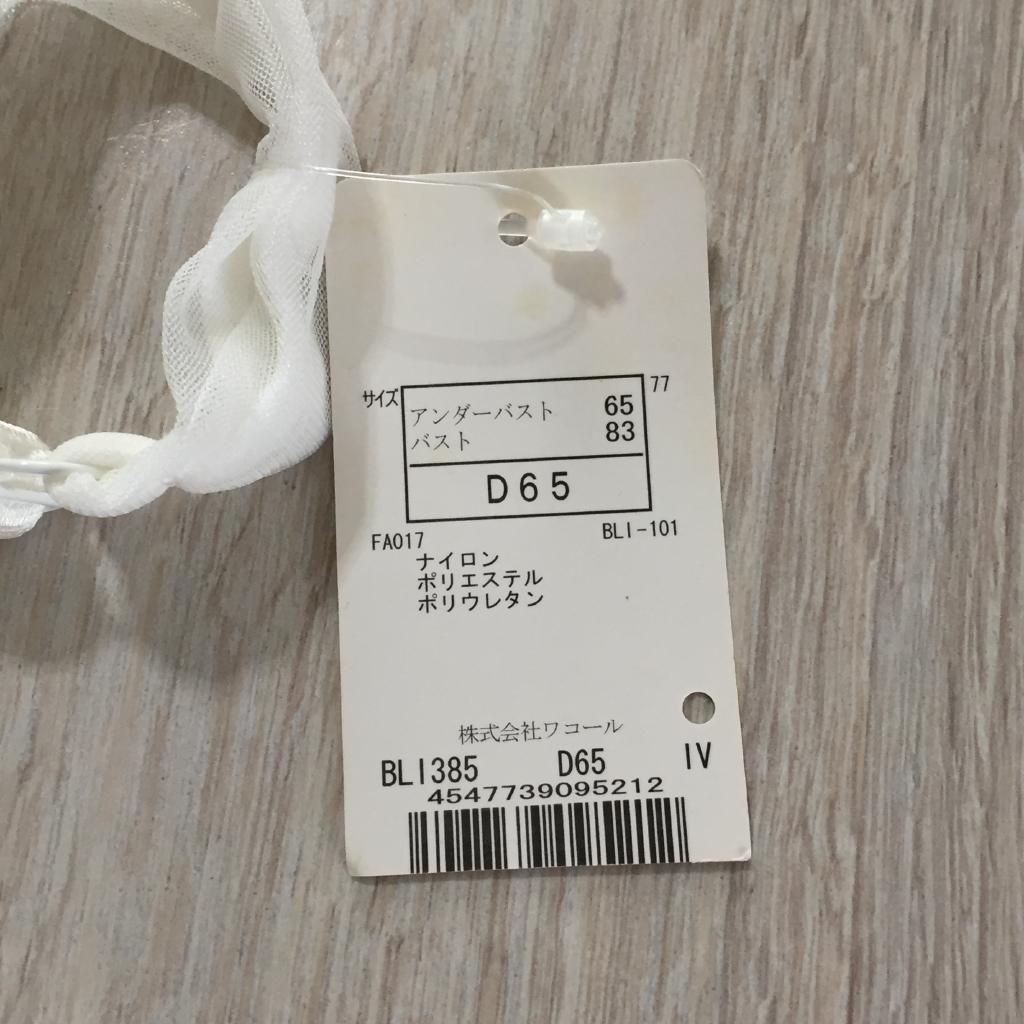 サイズ
77
アンダーバスト 65
バスト 83
D65
FA017 BLI-101
ナイロン
ポリエステル
ポリウレタン
株式会社ワコール
BLI385 D65 IV
4547739095212